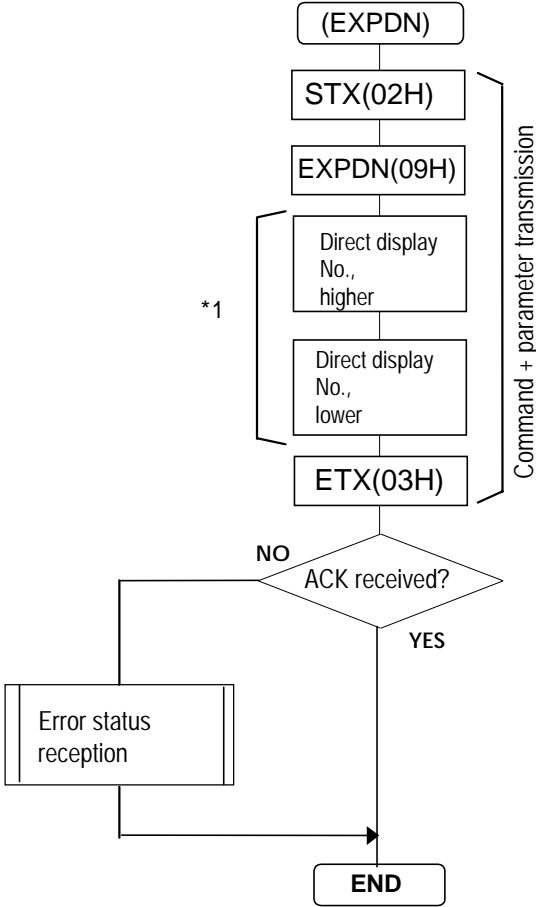 (EXPDN)
STX(02H)
EXPDN(09H)
Direct display
No.,
higher
*1
Direct display
No.,
lower
ETX(03H)
Command + parameter transmission
ACK received?
NO
YES
Error status
reception
END